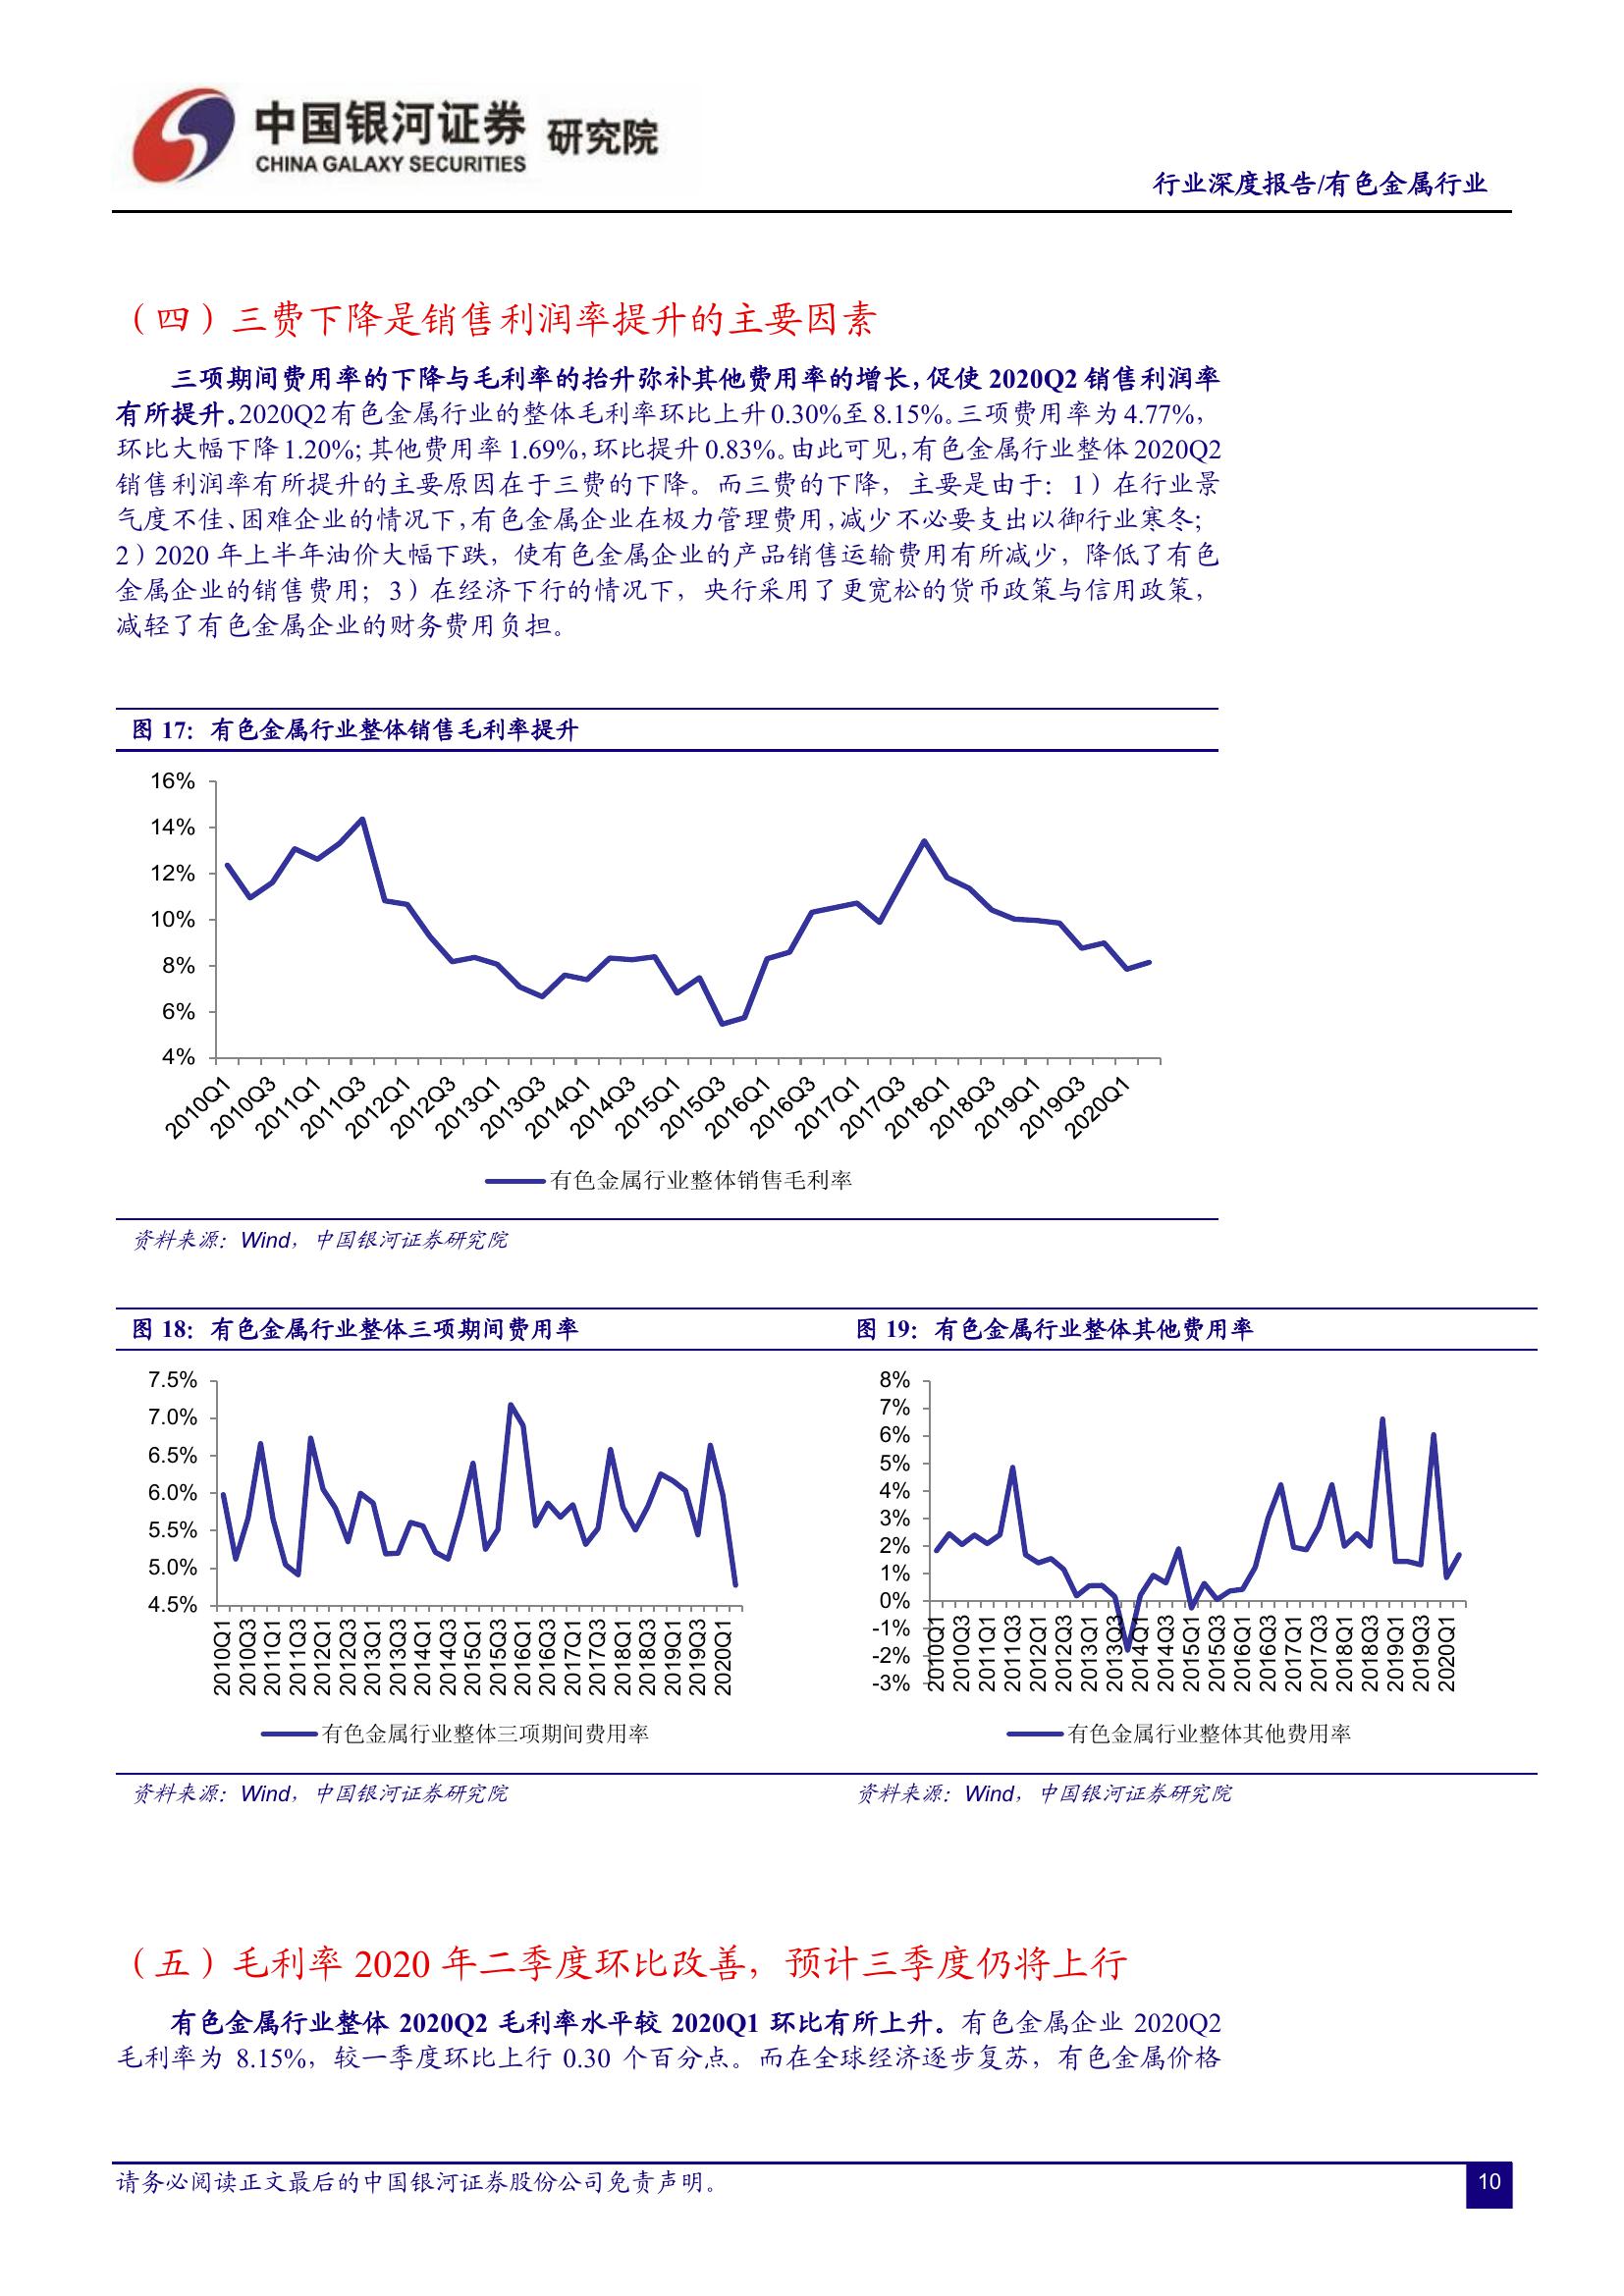 中国银河证券 研究院
CHINA GALAXY SECURITIES
行业深度报告/有色金属行业
（四）三费下降是销售利润率提升的主要因素
三项期间费用率的下降与毛利率的抬升弥补其他费用率的增长，促使 2020Q2 销售利润率
有所提升。2020Q2 有色金属行业的整体毛利率环比上升 0.30%至 8.15%。三项费用率为 4.77%，
环比大幅下降 1.20%；其他费用率 1.69%，环比提升 0.83%。由此可见，有色金属行业整体 2020Q2
销售利润率有所提升的主要原因在于三费的下降。而三费的下降，主要是由于：1）在行业景
气度不佳、困难企业的情况下，有色金属企业在极力管理费用，减少不必要支出以御行业寒冬；
2）2020 年上半年油价大幅下跌，使有色金属企业的产品销售运输费用有所减少，降低了有色
金属企业的销售费用；3）在经济下行的情况下，央行采用了更宽松的货币政策与信用政策，
减轻了有色金属企业的财务费用负担。
图 17：有色金属行业整体销售毛利率提升
16%
14%
12%
10%
8%
6%
4%
2010Q1 2010Q3 2011Q1 2011Q3 2012Q1 2012Q3 2013Q1 2013Q3 2014Q1 2014Q3 2015Q1 2015Q3 2016Q1 2016Q3 2017Q1 2017Q3 2018Q1 2018Q3 2019Q1 2019Q3 2020Q1
有色金属行业整体销售毛利率
资料来源：Wind，中国银河证券研究院
图 18：有色金属行业整体三项期间费用率
7.5%
7.0%
6.5%
6.0%
5.5%
5.0%
4.5%
2010Q1 2010Q3 2011Q1 2011Q3 2012Q1 2012Q3 2013Q1 2013Q3 2014Q1 2014Q3 2015Q1 2015Q3 2016Q1 2016Q3 2017Q1 2017Q3 2018Q1 2018Q3 2019Q1 2019Q3 2020Q1
有色金属行业整体三项期间费用率
资料来源：Wind，中国银河证券研究院
图 19：有色金属行业整体其他费用率
8%
7%
6%
5%
4%
3%
2%
1%
0%
-1%
-2%
-3%
2010Q1 2010Q3 2011Q1 2011Q3 2012Q1 2012Q3 2013Q1 2013Q3 2014Q1 2014Q3 2015Q1 2015Q3 2016Q1 2016Q3 2017Q1 2017Q3 2018Q1 2018Q3 2019Q1 2019Q3 2020Q1
有色金属行业整体其他费用率
资料来源：Wind，中国银河证券研究院
（五）毛利率 2020 年二季度环比改善，预计三季度仍将上行
有色金属行业整体 2020Q2 毛利率水平较 2020Q1 环比有所上升。有色金属企业 2020Q2
毛利率为 8.15%，较一季度环比上行 0.30 个百分点。而在全球经济逐步复苏，有色金属价格
请务必阅读正文最后的中国银河证券股份公司免责声明。
10